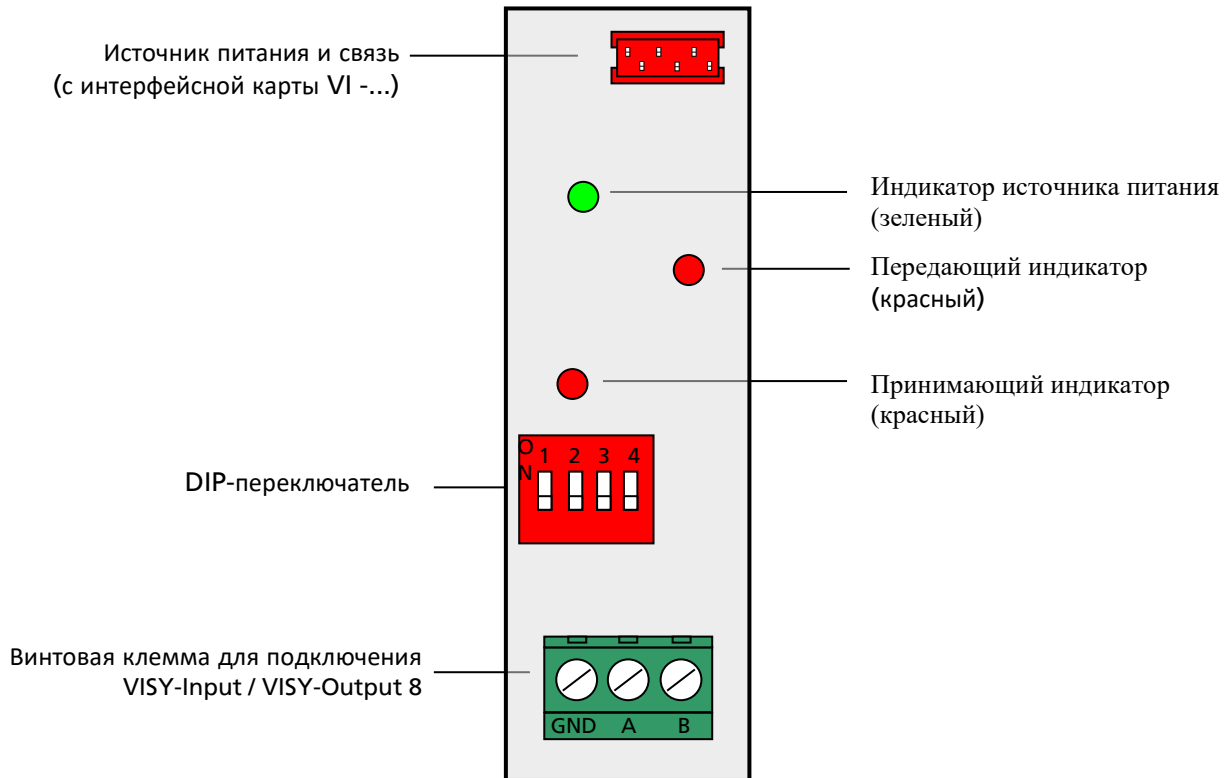 Источник питания и связь
(с интерфейсной карты VI -...)
Индикатор источника питания
(зеленый)
Передающий индикатор
(красный)
Принимающий индикатор
(красный)
O
N
1 2 3 4
DIP-переключатель
Винтовая клемма для подключения
VISY-Input / VISY-Output 8
GND A B